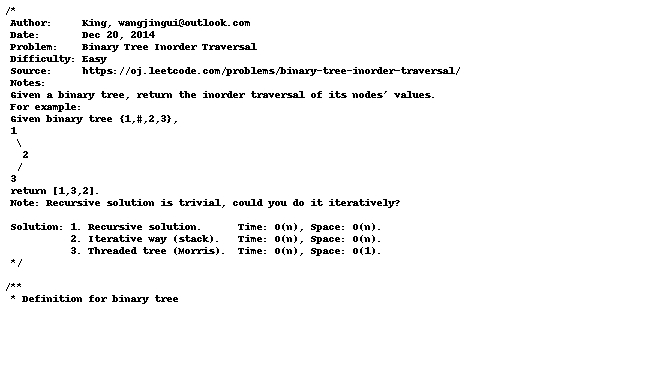 /*
 Author:     King, wangjingui@outlook.com
 Date:       Dec 20, 2014
 Problem:    Binary Tree Inorder Traversal
 Difficulty: Easy
 Source:     https://oj.leetcode.com/problems/binary-tree-inorder-traversal/
 Notes:
 Given a binary tree, return the inorder traversal of its nodes' values.
 For example:
 Given binary tree {1,#,2,3},
 1
  \
   2
  /
 3
 return [1,3,2].
 Note: Recursive solution is trivial, could you do it iteratively?

 Solution: 1. Recursive solution.      Time: O(n), Space: O(n).
           2. Iterative way (stack).   Time: O(n), Space: O(n).
           3. Threaded tree (Morris).  Time: O(n), Space: O(1).
 */

/**
 * Definition for binary tree